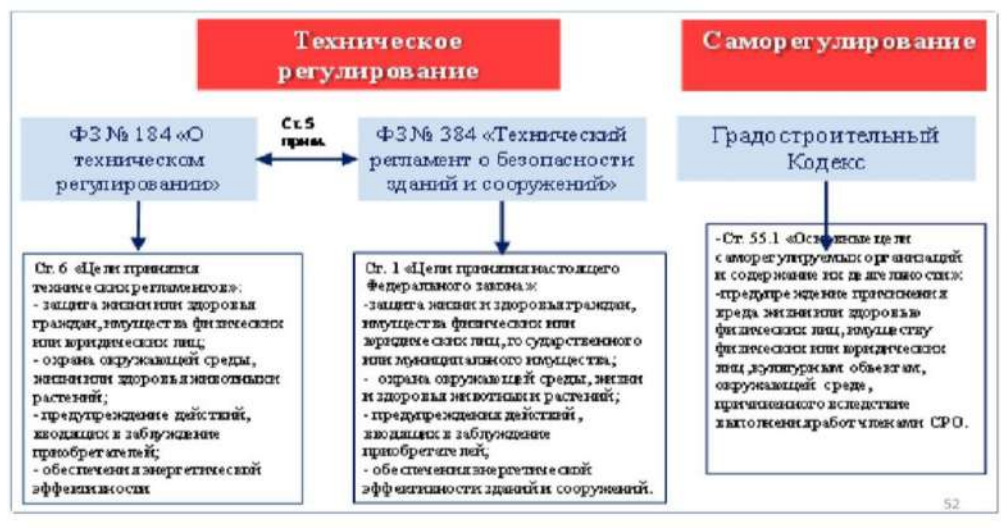 Техническое
регулирование
Саморегулирование
ФЗ № 184 «О
техническом
регулировании»
Ст.5
прим.
ФЗ № 384 «Технический
регламент о безопасности
зданий и сооружений»
Градостроительный
Кодекс
Ст. 6 «Цели принятия
технических регламентов»:
- защита жизни или здоровья
граждан, имущества физических
или юридических лиц;
- охрана окружающей среды,
жизни или здоровья животных и
растений;
- предупреждение действий,
вводящих в заблуждение
приобретателей;
- обеспечения энергетической
эффективности
Ст. 1 «Цели принятия настоящего
Федерального закона»:
-защита жизни и здоровья граждан,
имущества физических или
юридических лиц, государственного
или муниципального имущества;
- охрана окружающей среды, жизни
и здоровья животных и растений;
- предупреждения действий,
вводящих в заблуждение
приобретателей;
- обеспечения энергетической
эффективности зданий и сооружений.
-Ст. 55.1 «Основные цели
саморегулируемых организаций
и содержание их деятельности»:
-предупреждение причинения
вреда жизни или здоровью
физических лиц, имуществу
физических или юридических
лиц, культурным объектам,
окружающей среде,
причиненного вследствие
выполнения работ членами СРО.
52